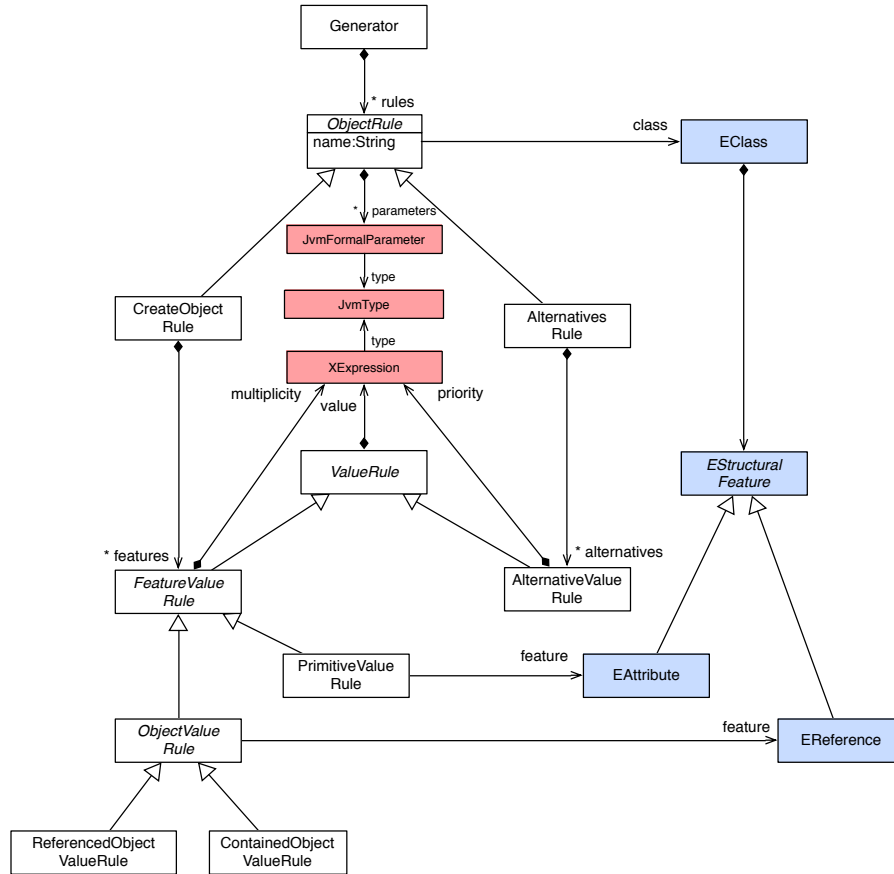 Generator
* rules
ObjectRule
name:String
class
EClass
* parameters
JvmFormalParameter
type
JvmType
CreateObject
Rule
Alternatives
Rule
type
XExpression
multiplicity
value
priority
ValueRule
EStructural
Feature
* features
* alternatives
FeatureValue
Rule
AlternativeValue
Rule
PrimitiveValue
Rule
feature
EAttribute
ObjectValue
Rule
feature
EReference
ReferencedObject
ValueRule
ContainedObject
ValueRule